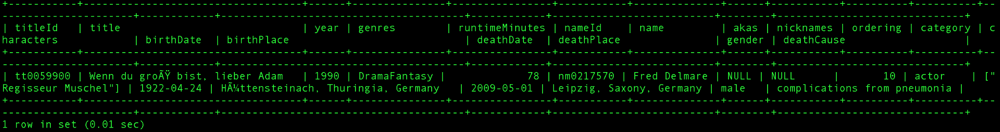 +-----------+-----------------------------------+------+---------------+----------------+-----------+--------------+------+-----------+----------+----------+--
---------------------+------------+---------------------------------------+------------+--------------------------+--------+------------------------------+
| titleId   | title                             | year | genres        | runtimeMinutes | nameId    | name         | akas | nicknames | ordering | category | c
haracters            | birthDate  | birthPlace                            | deathDate  | deathPlace               | gender | deathCause                   |
+-----------+-----------------------------------+------+---------------+----------------+-----------+--------------+------+-----------+----------+----------+--
---------------------+------------+---------------------------------------+------------+--------------------------+--------+------------------------------+
| tt0059900 | Wenn du groÃŸ bist, lieber Adam   | 1990 | DramaFantasy |             78 | nm0217570 | Fred Delmare | NULL | NULL      |       10 | actor    | ["
Regisseur Muschel"] | 1922-04-24 | HÃ¼ttensteinach, Thuringia, Germany   | 2009-05-01 | Leipzig, Saxony, Germany | male   | complications from pneumonia |
+-----------+-----------------------------------+------+---------------+----------------+-----------+--------------+------+-----------+----------+----------+--
---------------------+------------+---------------------------------------+------------+--------------------------+--------+------------------------------+
1 row in set (0.01 sec)